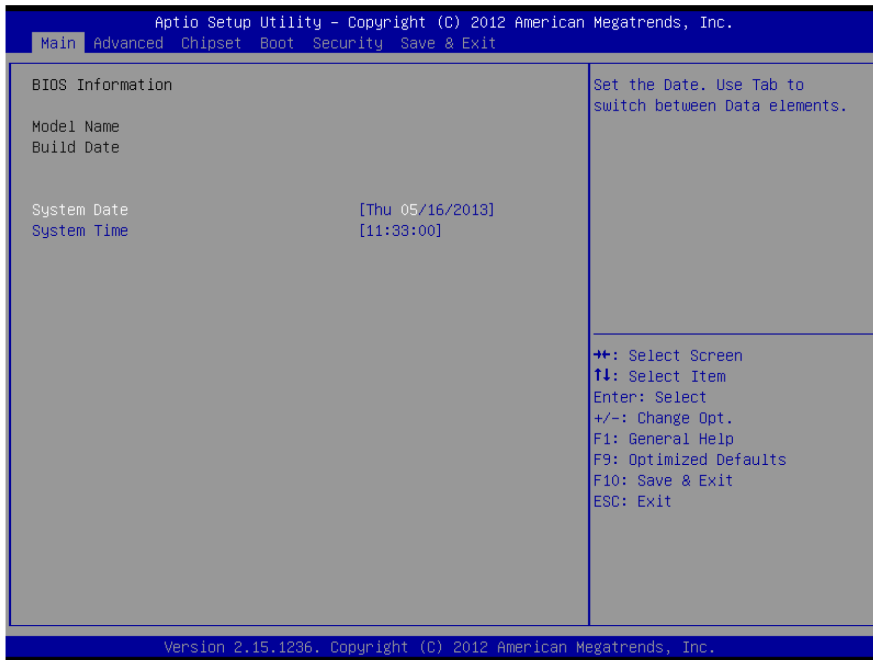 Aptio Setup Utility – Copyright (C) 2012 American Megatrends, Inc.
Main Advanced Chipset Boot Security Save & Exit
BIOS Information
Model Name
Build Date
System Date [Thu 05/16/2013]
System Time [11:33:00]
Set the Date. Use Tab to
switch between Data elements.
→←: Select Screen
↑↓: Select Item
Enter: Select
+/-: Change Opt.
F1: General Help
F9: Optimized Defaults
F10: Save & Exit
ESC: Exit
Version 2.15.1236. Copyright (C) 2012 American Megatrends, Inc.